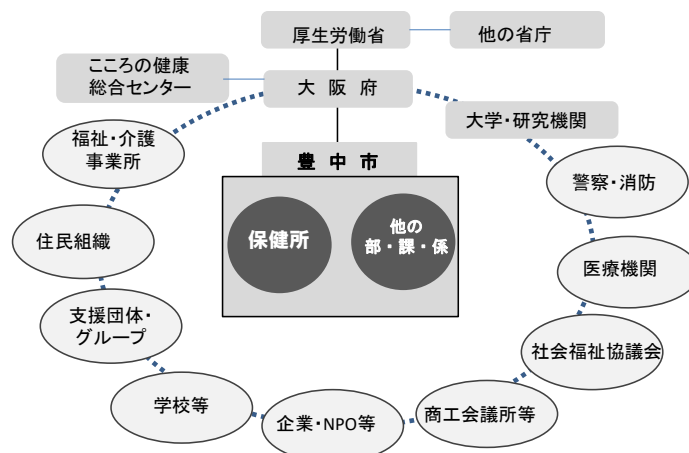 厚生労働省
他の省庁
こころの健康
総合センター
大阪府
大学・研究機関
福祉・介護
事業所
豊中市
警察・消防
住民組織
保健所
他の
部・課・係
医療機関
支援団体・
グループ
社会福祉協議会
学校等
企業・NPO等
商工会議所等